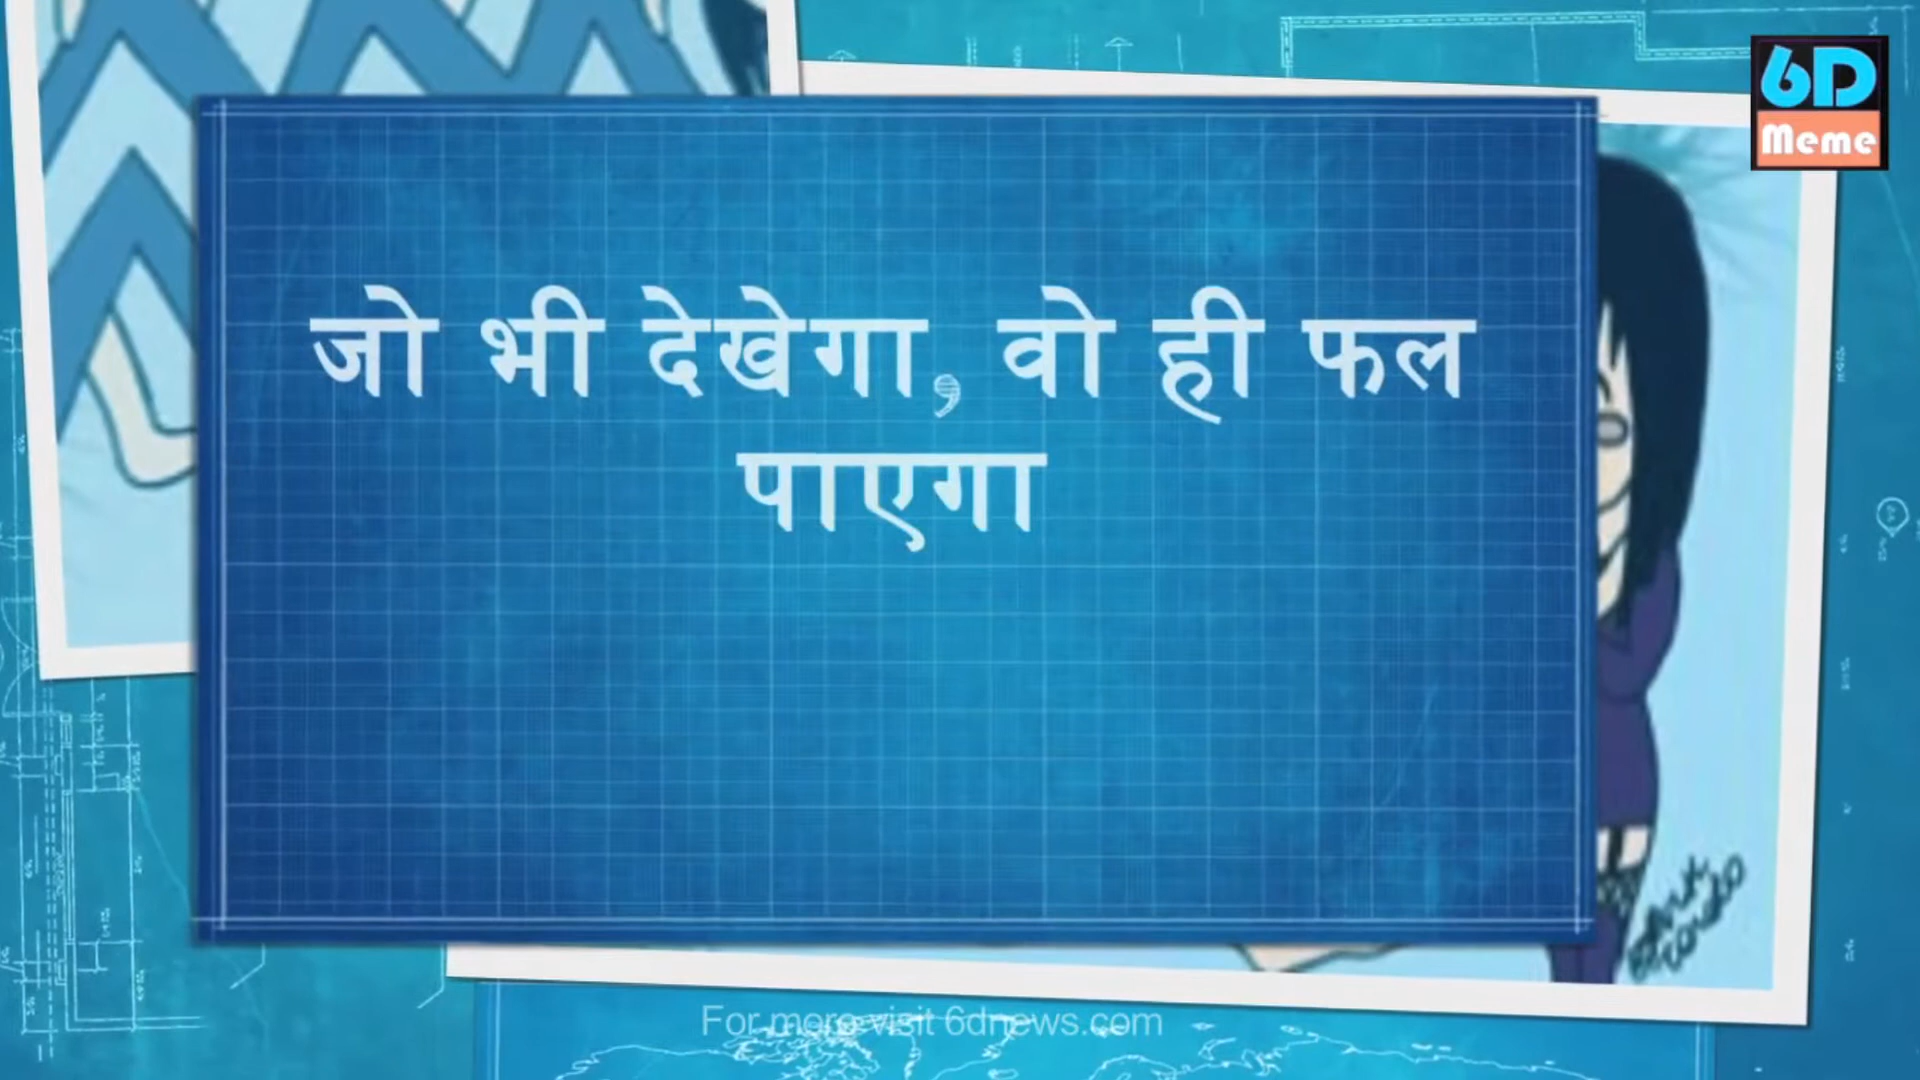 6D
Meme
जो भी देखेगा, वो ही फल
पाएगा
For more visit 6dnews.com